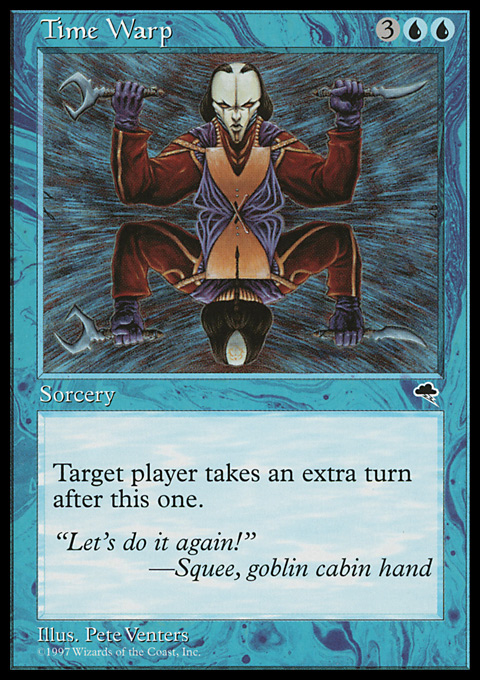 Time Warp 3
Sorcery
Target player takes an extra turn
after this one.
“Let’s do it again!”
—Squee, goblin cabin hand
Illus. Pete Venters
©1997 Wizards of the Coast, Inc.